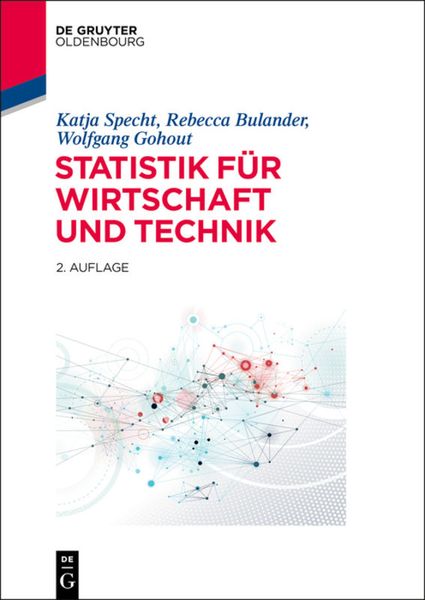 DE GRUYTER
OLDENBOURG
Katja Specht, Rebecca Bulander,
Wolfgang Gohout
STATISTIK FÜR
WIRTSCHAFT
UND TECHNIK
2. AUFLAGE
DE
G